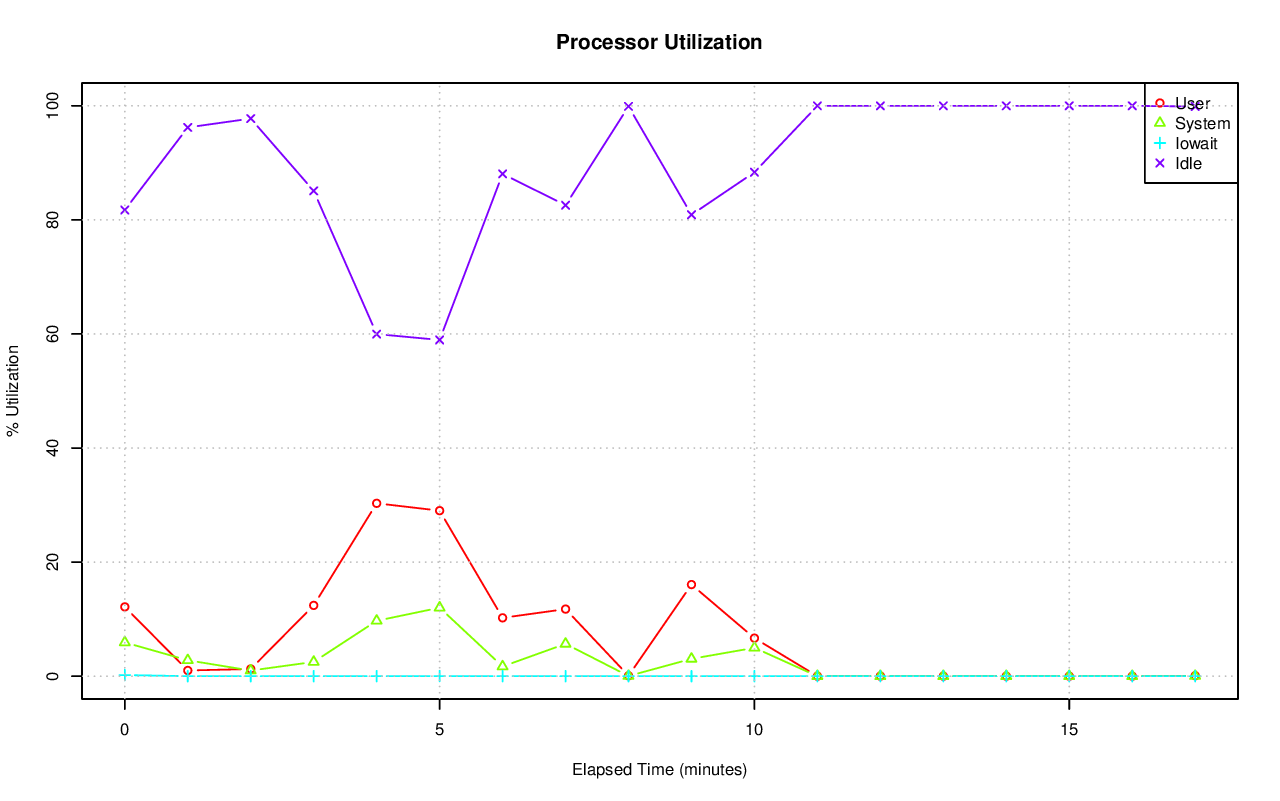 Processor Utilization
% Utilization
100
80
60
40
20
0
User
System
Iowait
Idle
0 5 10 15
Elapsed Time (minutes)